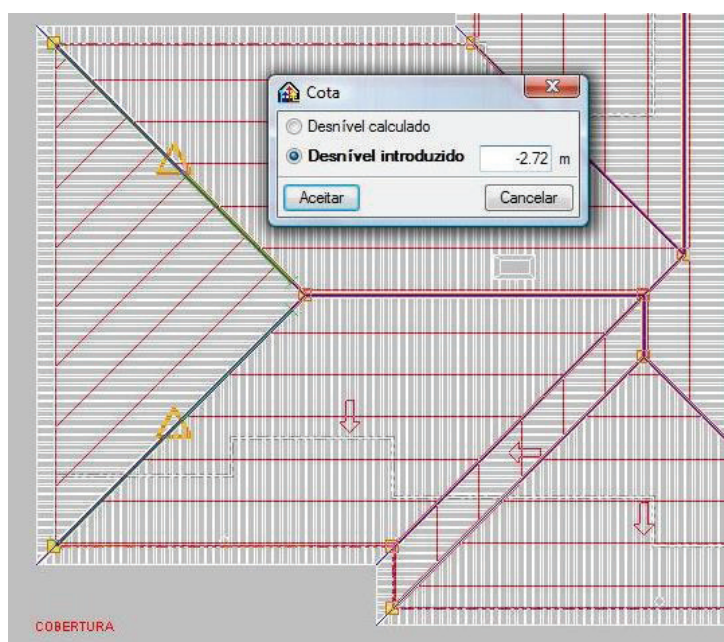 Cota
Desnível calculado
Desnível introduzido -2.72 m
Aceitar Cancelar
COBERTURA